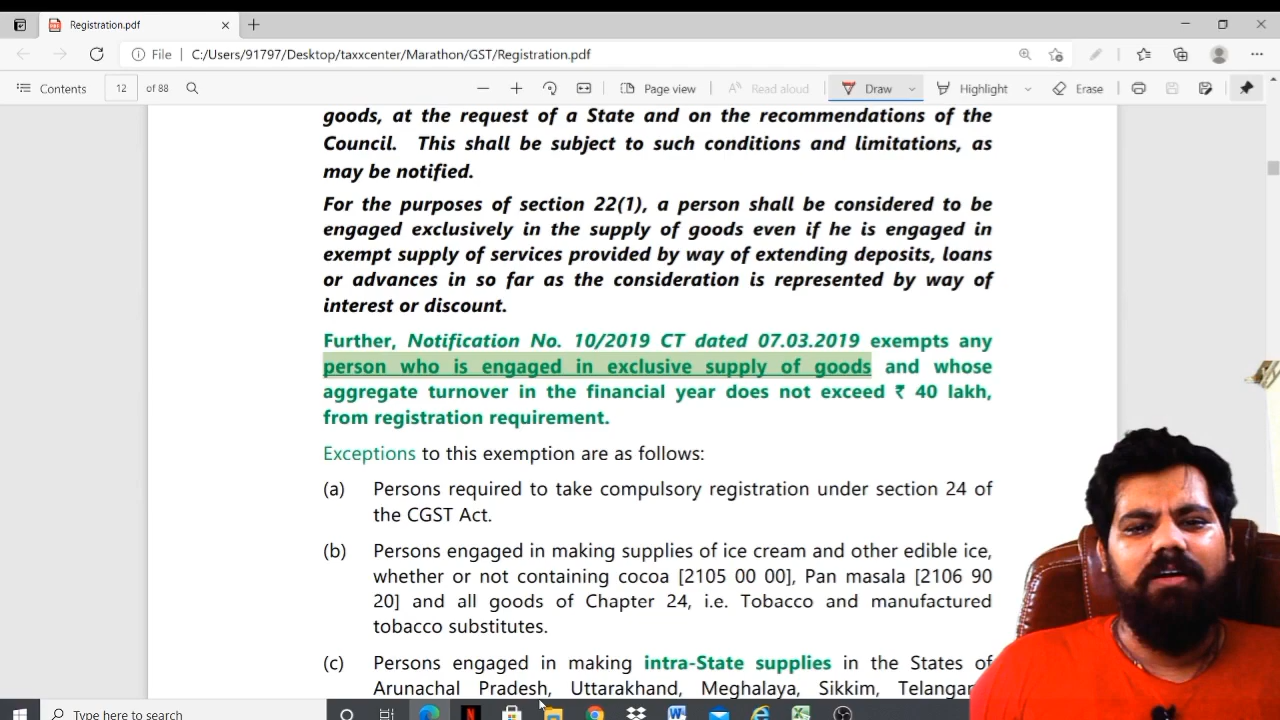 Registration.pdf
File
C:/Users/91797/Desktop/taxxcenter/Marathon/GST/Registration.pdf
Contents
12
of 88
Page view
Read aloud
Draw
Highlight
Erase
goods, at the request of a State and on the recommendations of the
Council. This shall be subject to such conditions and limitations, as
may be notified.
For the purposes of section 22(1), a person shall be considered to be
engaged exclusively in the supply of goods even if he is engaged in
exempt supply of services provided by way of extending deposits, loans
or advances in so far as the consideration is represented by way of
interest or discount.
Further, Notification No. 10/2019 CT dated 07.03.2019 exempts any
person who is engaged in exclusive supply of goods and whose
aggregate turnover in the financial year does not exceed ₹ 40 lakh,
from registration requirement.
Exceptions to this exemption are as follows:
(a) Persons required to take compulsory registration under section 24 of
the CGST Act.
(b) Persons engaged in making supplies of ice cream and other edible ice,
whether or not containing cocoa [2105 00 00], Pan masala [2106 90
20] and all goods of Chapter 24, i.e. Tobacco and manufactured
tobacco substitutes.
(c) Persons engaged in making intra-State supplies in the States of
Arunachal Pradesh, Uttarakhand, Meghalaya, Sikkim,
Type here to search